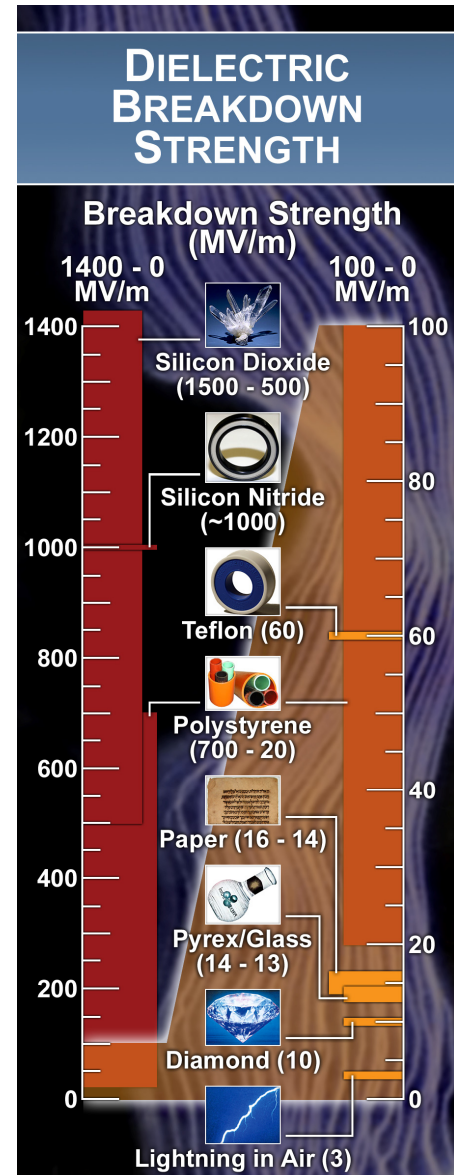 DIELECTRIC
BREAKDOWN
STRENGTH
Breakdown Strength
(MV/m)
1400 - 0
MV/m
100 - 0
MV/m
1400
1200
1000
800
600
400
200
0
Silicon Dioxide
(1500 - 500)
Silicon Nitride
(~1000)
Teflon (60)
Polystyrene
(700 - 20)
Paper (16 - 14)
Pyrex/Glass
(14 - 13)
Diamond (10)
Lightning in Air (3)
100
80
60
40
20
0